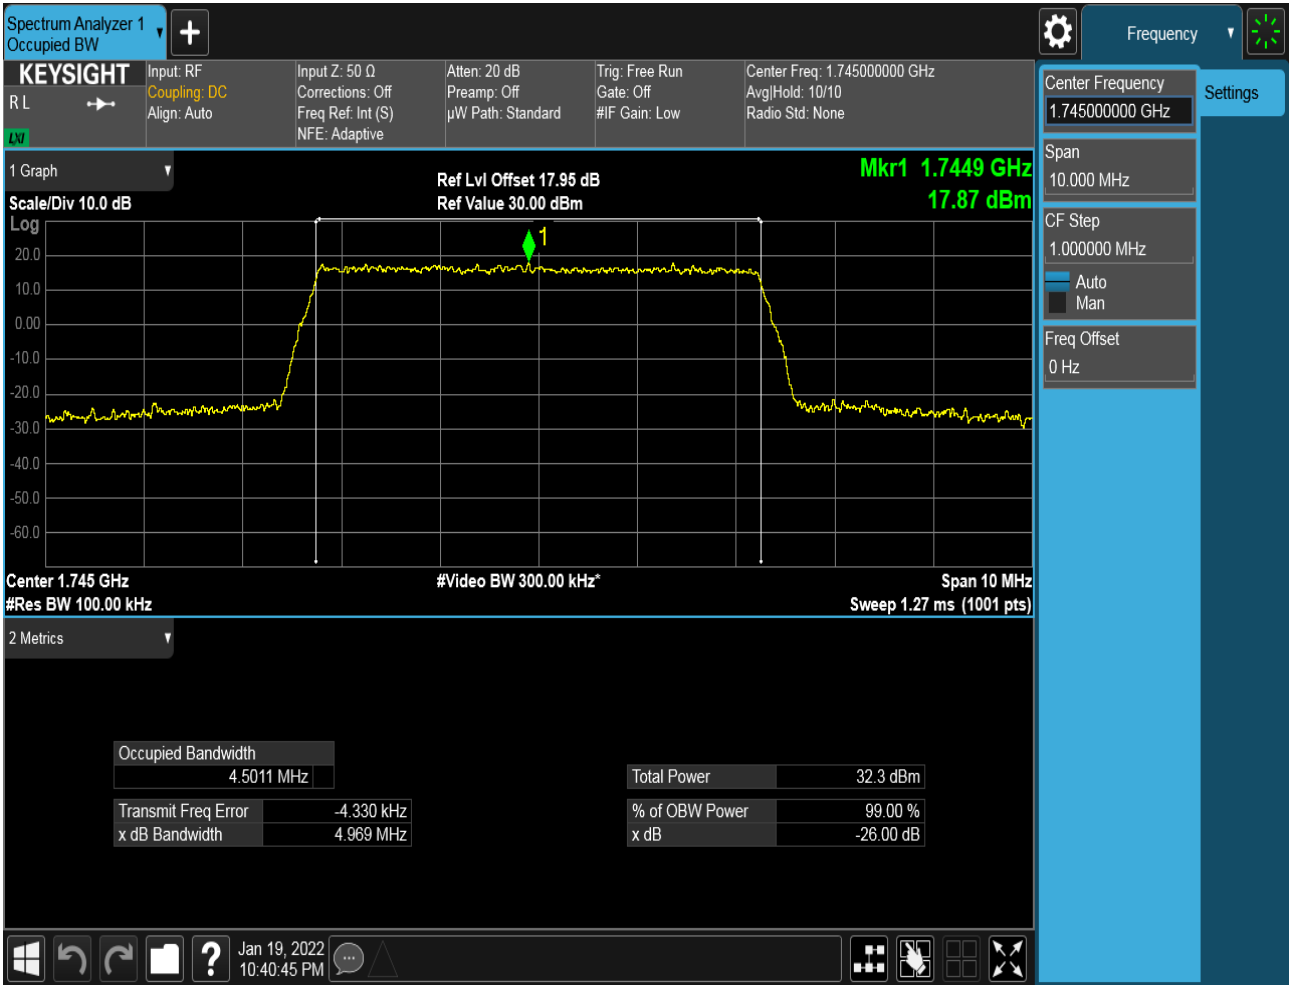 Spectrum Analyzer 1
Occupied BW
Frequency
KEYSIGHT
R L
LXI
Input: RF
Coupling: DC
Align: Auto
Input Z: 50 Ω
Corrections: Off
Freq Ref: Int (S)
NFE: Adaptive
Atten: 20 dB
Preamp: Off
µW Path: Standard
Trig: Free Run
Gate: Off
#IF Gain: Low
Center Freq: 1.745000000 GHz
Avg|Hold: 10/10
Radio Std: None
Center Frequency
1.745000000 GHz
Settings
Span
10.000 MHz
CF Step
1.000000 MHz
Auto
Man
Freq Offset
0 Hz
1 Graph
Scale/Div 10.0 dB
Log
Ref Lvl Offset 17.95 dB
Ref Value 30.00 dBm
Mkr1 1.7449 GHz
17.87 dBm
1
20.0
10.0
0.00
-10.0
-20.0
-30.0
-40.0
-50.0
-60.0
Center 1.745 GHz
#Res BW 100.00 kHz
#Video BW 300.00 kHz*
Span 10 MHz
Sweep 1.27 ms (1001 pts)
2 Metrics
Occupied Bandwidth
4.5011 MHz
Transmit Freq Error -4.330 kHz
x dB Bandwidth 4.969 MHz
Total Power 32.3 dBm
% of OBW Power 99.00 %
x dB -26.00 dB
?
Jan 19, 2022
10:40:45 PM